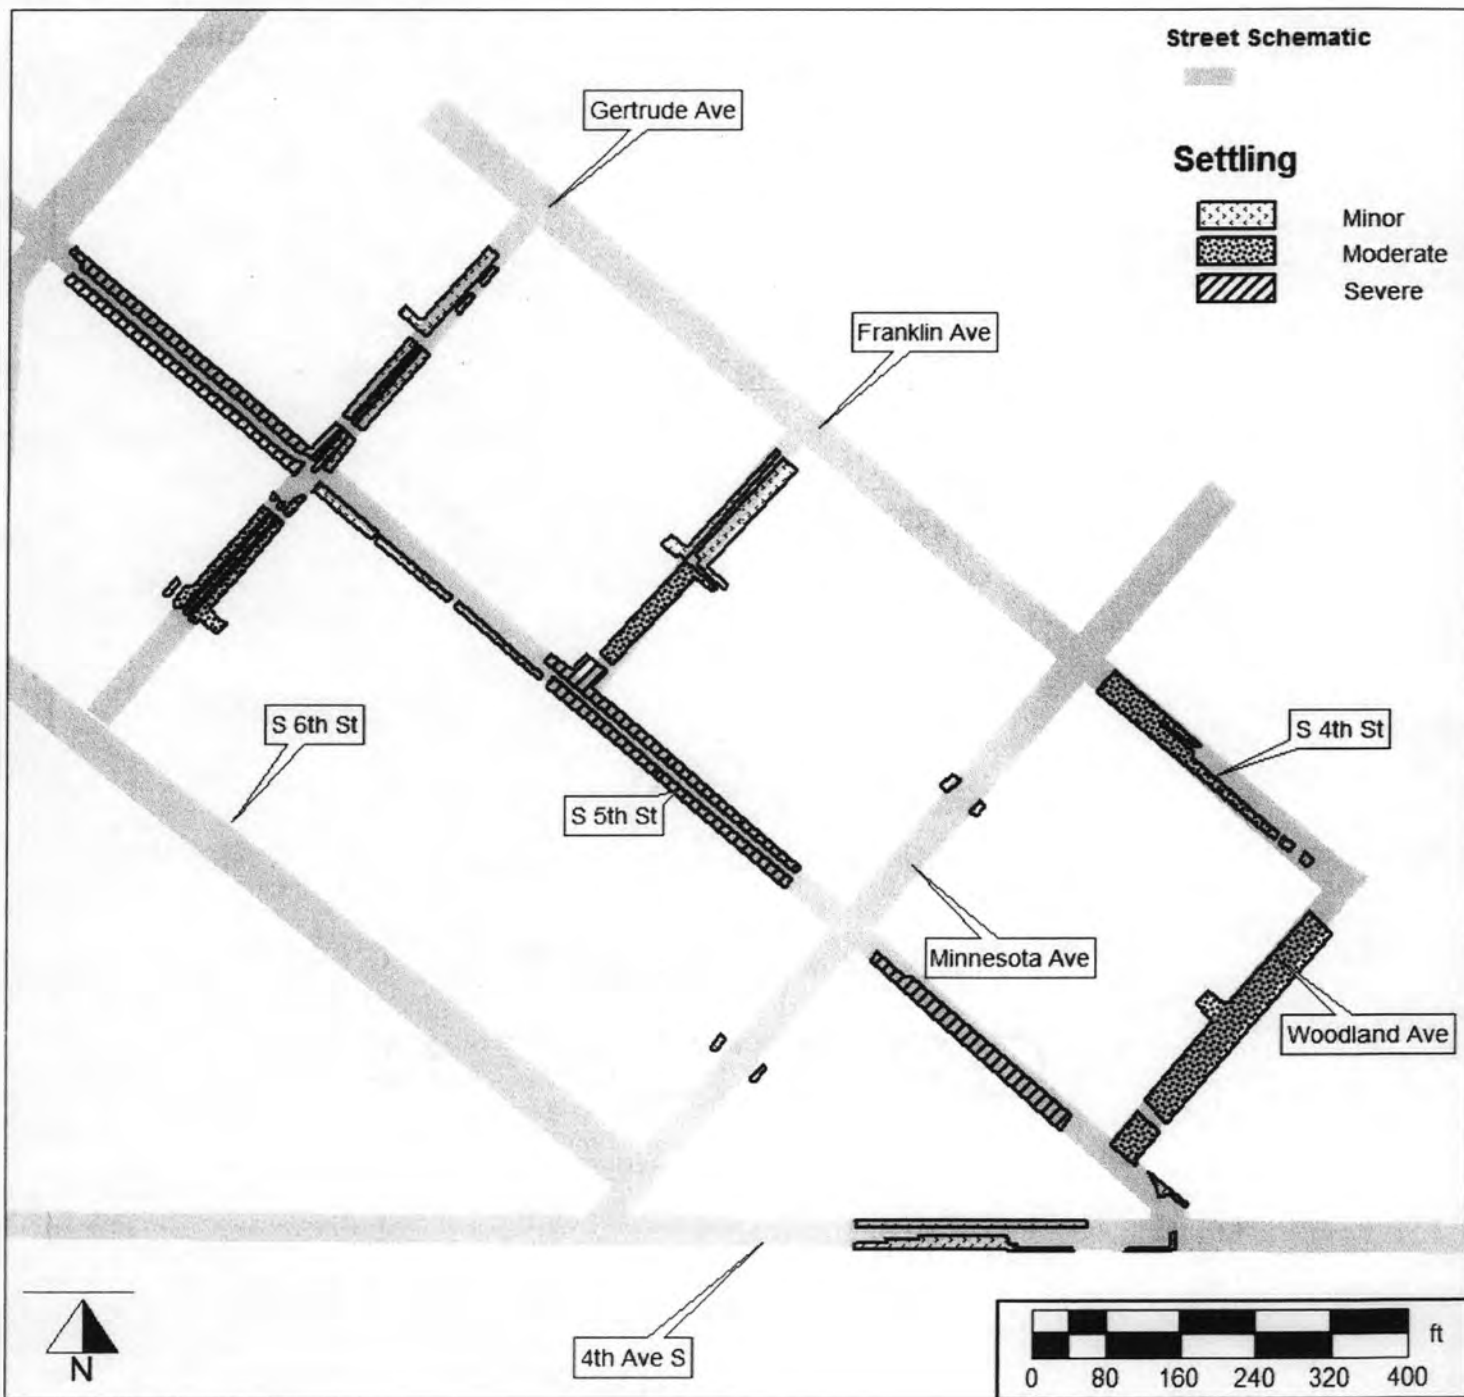 Street Schematic
Gertrude Ave
Settling
Minor
Moderate
Severe
Franklin Ave
S 6th St
S 4th St
S 5th St
Minnesota Ave
Woodland Ave
4th Ave S
N
ft
0 80 160 240 320 400